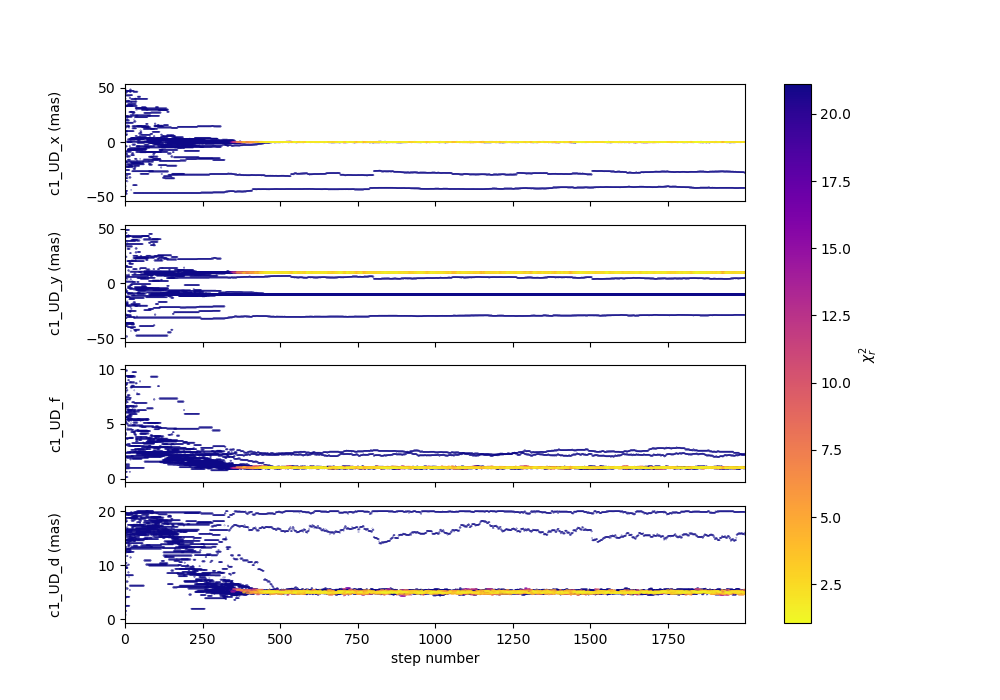 50
0
−50
c1_UD_x (mas)
50
0
−50
c1_UD_y (mas)
10
5
0
c1_UD_f
20
10
0
c1_UD_d (mas)
0 250 500 750 1000 1250 1500 1750
step number
20.0
17.5
15.0
12.5
10.0
7.5
5.0
2.5
χ²ᵣ